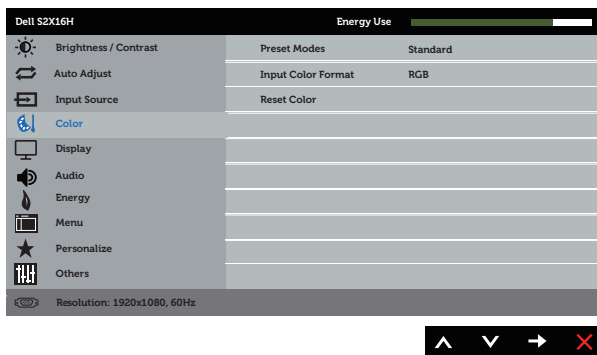 Dell S2X16H Energy Use
Brightness / Contrast Preset Modes Standard
Auto Adjust Input Color Format RGB
Input Source Reset Color
Color
Display
Audio
Energy
Menu
Personalize
Others
Resolution: 1920x1080, 60Hz